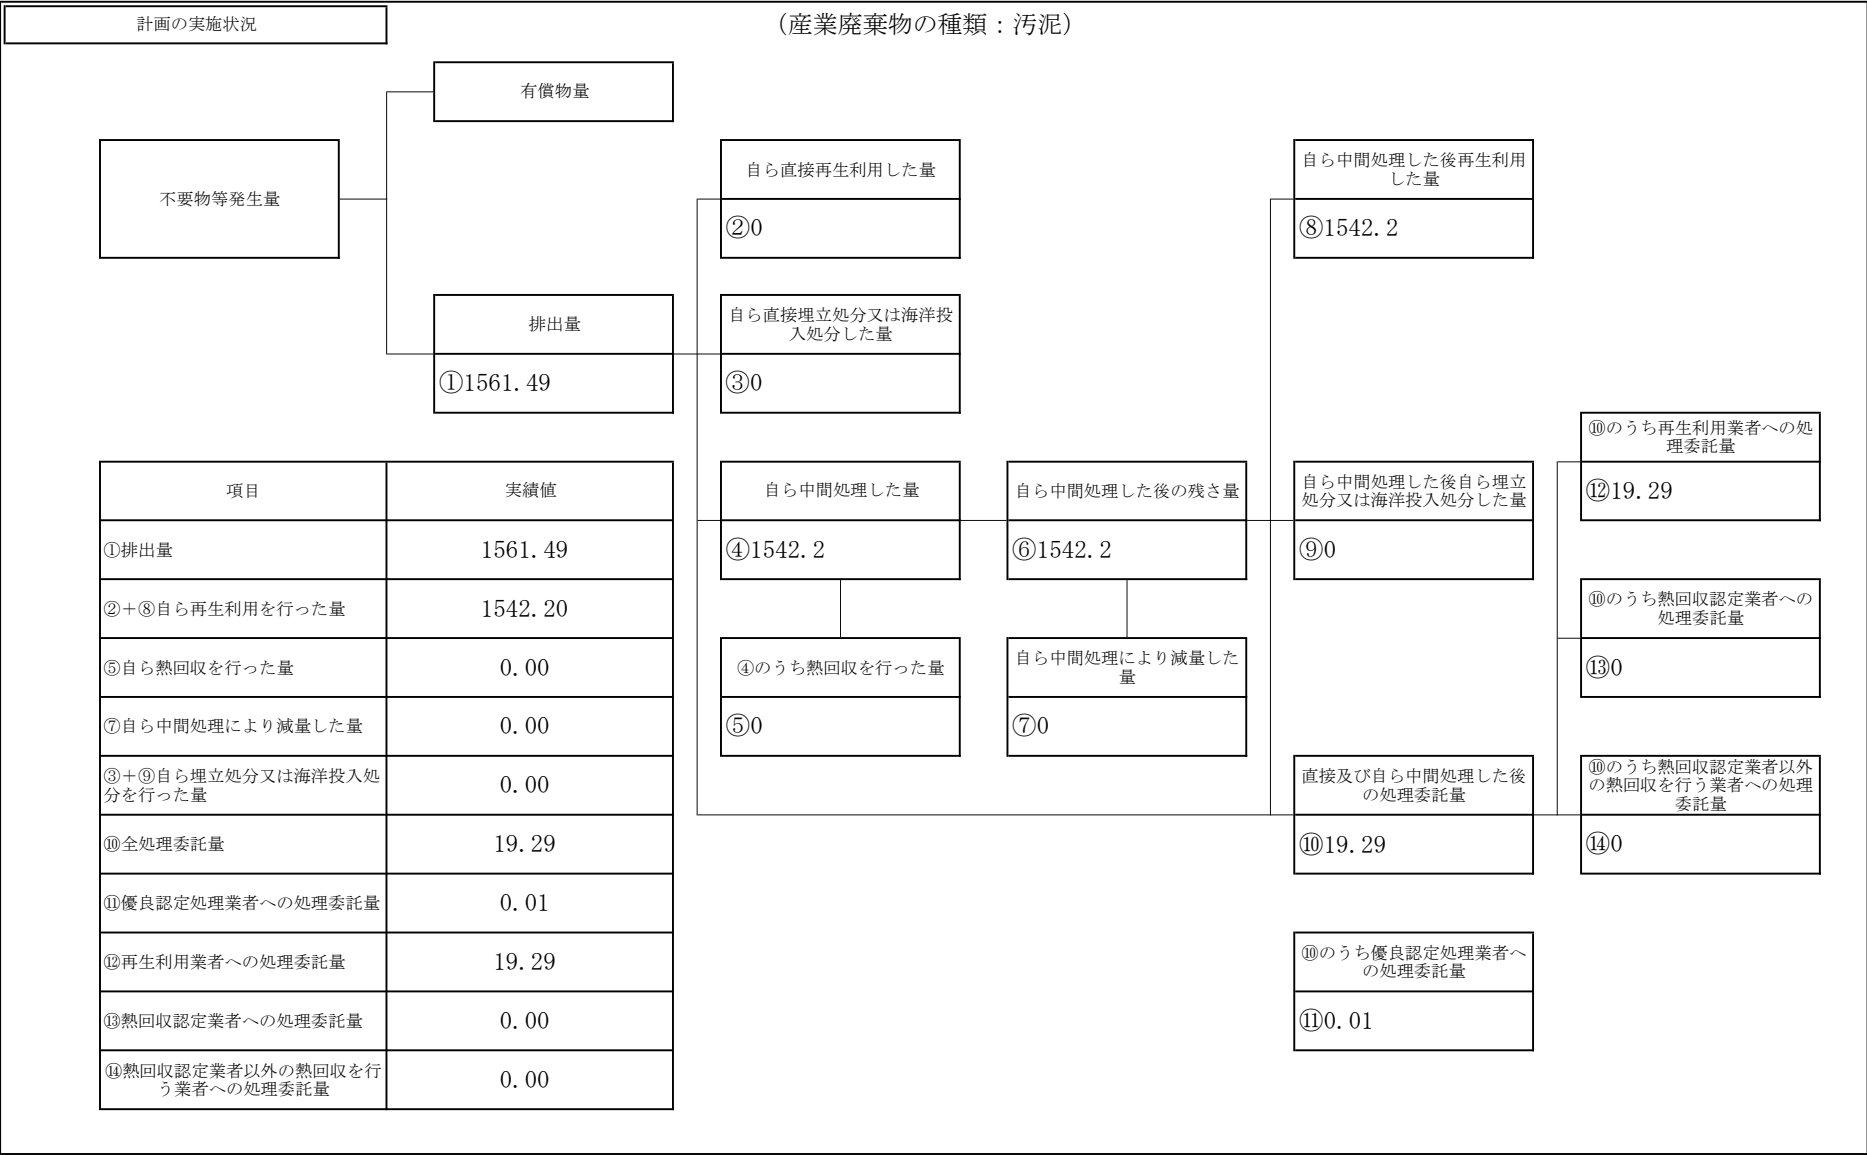 計画の実施状況
（産業廃棄物の種類：汚泥）
有償物量
不要物等発生量
自ら直接再生利用した量
②0
自ら中間処理した後再生利用
した量
⑧1542.2
排出量
①1561.49
自ら直接埋立処分又は海洋投
入処分した量
③0
⑩のうち再生利用業者への処
理委託量
⑫19.29
自ら中間処理した量
④1542.2
自ら中間処理した後の残さ量
⑥1542.2
自ら中間処理した後自ら埋立
処分又は海洋投入処分した量
⑨0
⑩のうち熱回収認定業者への
処理委託量
⑬0
④のうち熱回収を行った量
⑤0
自ら中間処理により減量した
量
⑦0
直接及び自ら中間処理した後
の処理委託量
⑩19.29
⑩のうち熱回収認定業者以外
の熱回収を行う業者への処理
委託量
⑭0
⑩のうち優良認定処理業者へ
の処理委託量
⑪0.01
項目 実績値
①排出量 1561.49
②＋⑧自ら再生利用を行った量 1542.20
⑤自ら熱回収を行った量 0.00
⑦自ら中間処理により減量した量 0.00
③＋⑨自ら埋立処分又は海洋投入処
分を行った量 0.00
⑩全処理委託量 19.29
⑪優良認定処理業者への処理委託量 0.01
⑫再生利用業者への処理委託量 19.29
⑬熱回収認定業者への処理委託量 0.00
⑭熱回収認定業者以外の熱回収を行
う業者への処理委託量 0.00